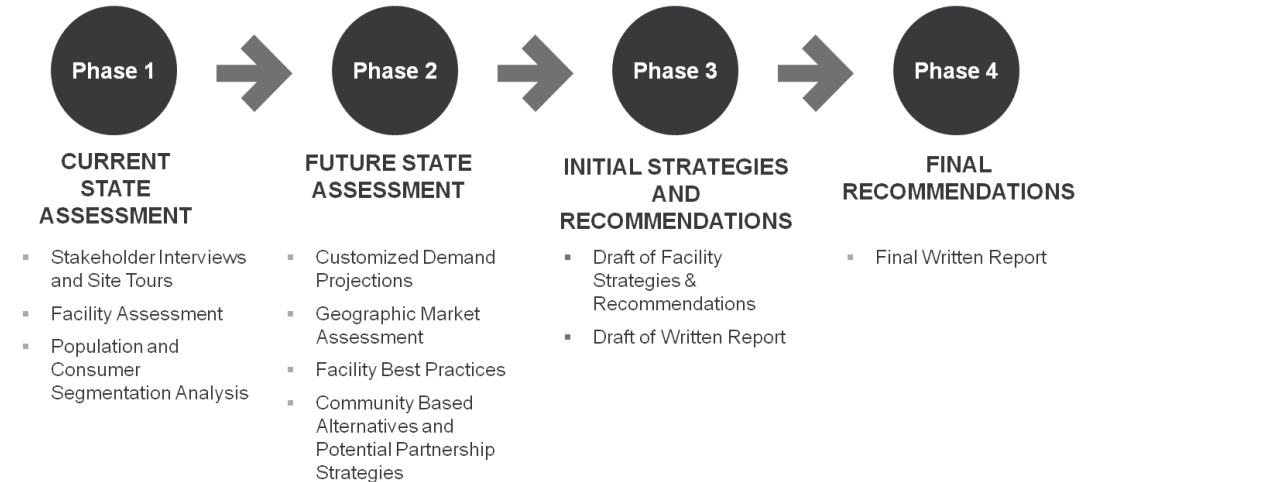 Phase 1
CURRENT
STATE
ASSESSMENT
▪ Stakeholder Interviews
and Site Tours
▪ Facility Assessment
▪ Population and
Consumer
Segmentation Analysis
Phase 2
FUTURE STATE
ASSESSMENT
▪ Customized Demand
Projections
▪ Geographic Market
Assessment
▪ Facility Best Practices
▪ Community Based
Alternatives and
Potential Partnership
Strategies
Phase 3
INITIAL STRATEGIES
AND
RECOMMENDATIONS
▪ Draft of Facility
Strategies &
Recommendations
▪ Draft of Written Report
Phase 4
FINAL
RECOMMENDATIONS
▪ Final Written Report